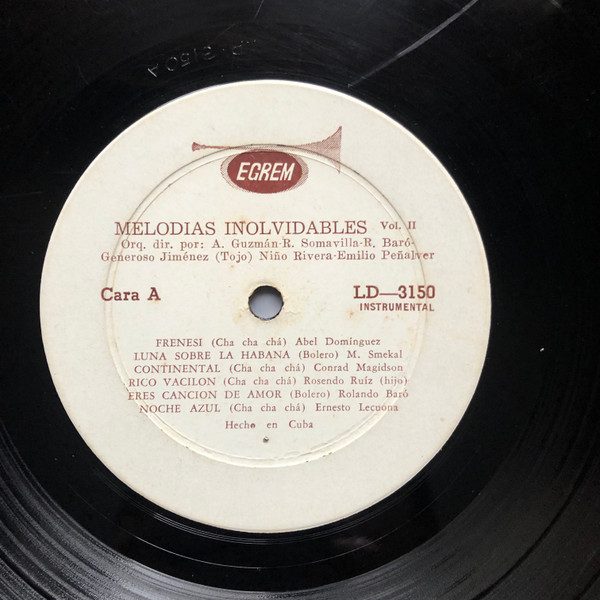 LD-3150 A
EGREM
MELODIAS INOLVIDABLES Vol. II
Orq. dir. por: A. Guzmán-R. Somavilla-R. Baró-
Generoso Jiménez (Tojo) Niño Rivera-Emilio Peñalver
Cara A
LD—3150
INSTRUMENTAL
FRENESI (Cha cha chá) Abel Domínguez
LUNA SOBRE LA HABANA (Bolero) M. Smekal
CONTINENTAL (Cha cha chá) Conrad Magidson
RICO VACILON (Cha cha chá) Rosendo Ruíz (hijo)
ERES CANCION DE AMOR (Bolero) Rolando Baró
NOCHE AZUL (Cha cha chá) Ernesto Lecuona
Hecho en Cuba